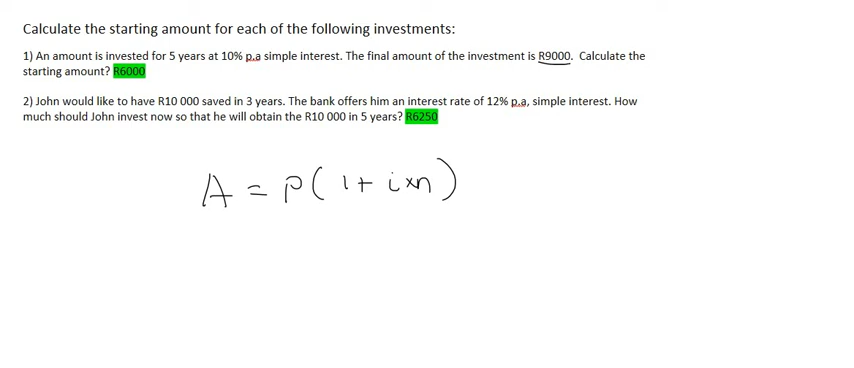 Calculate the starting amount for each of the following investments:
1) An amount is invested for 5 years at 10% p.a simple interest. The final amount of the investment is R9000. Calculate the
starting amount? R6000
2) John would like to have R10 000 saved in 3 years. The bank offers him an interest rate of 12% p.a, simple interest. How
much should John invest now so that he will obtain the R10 000 in 5 years? R6250
A = P( 1+ i×n)